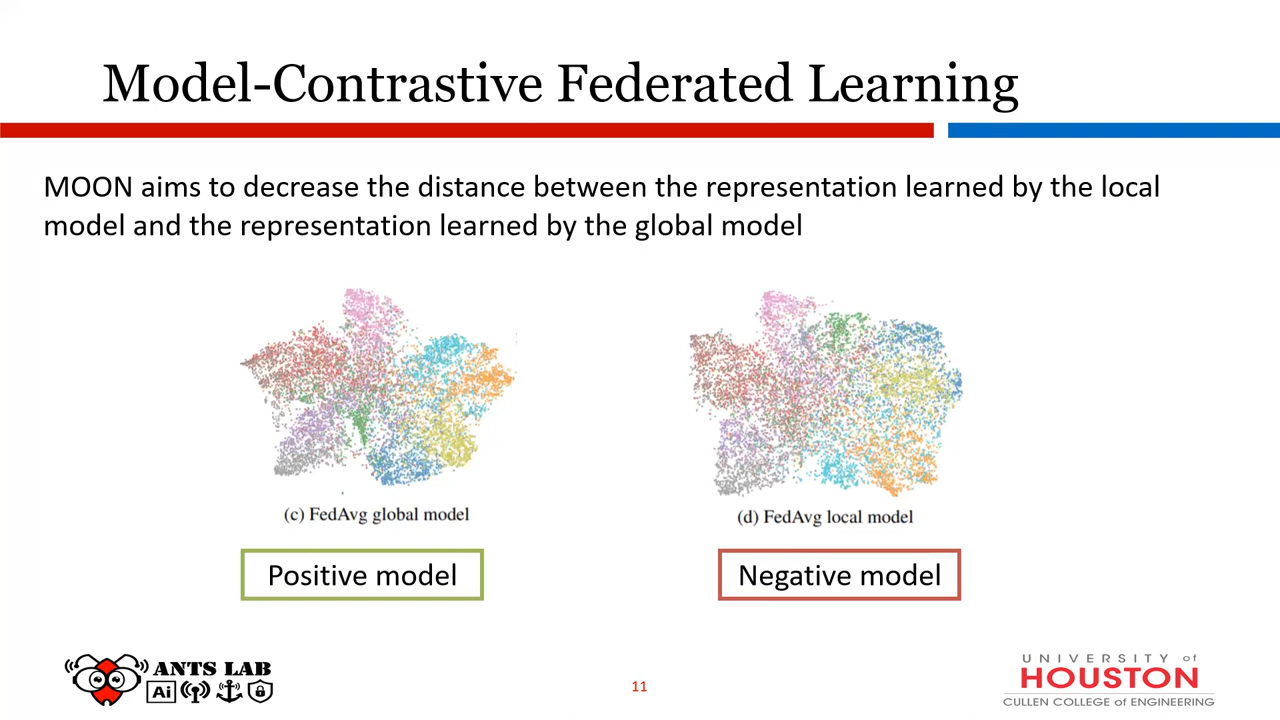 Model-Contrastive Federated Learning
MOON aims to decrease the distance between the representation learned by the local
model and the representation learned by the global model
(c) FedAvg global model
(d) FedAvg local model
Positive model
Negative model
ANTS LAB
Ai
11
UNIVERSITY of
HOUSTON
CULLEN COLLEGE of ENGINEERING